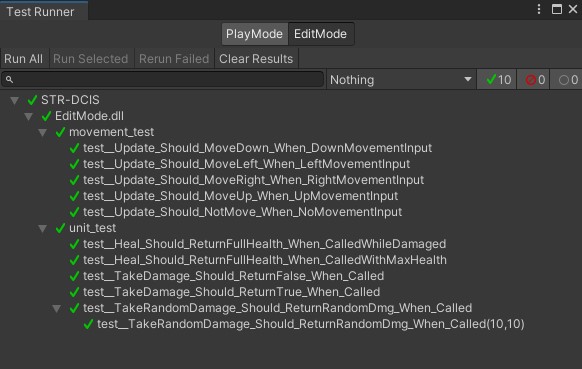 Test Runner
PlayMode EditMode
Run All Run Selected Rerun Failed Clear Results
Nothing 10 0 0
STR-DCIS
EditMode.dll
movement_test
test__Update_Should_MoveDown_When_DownMovementInput
test__Update_Should_MoveLeft_When_LeftMovementInput
test__Update_Should_MoveRight_When_RightMovementInput
test__Update_Should_MoveUp_When_UpMovementInput
test__Update_Should_NotMove_When_NoMovementInput
unit_test
test__Heal_Should_ReturnFullHealth_When_CalledWhileDamaged
test__Heal_Should_ReturnFullHealth_When_CalledWithMaxHealth
test__TakeDamage_Should_ReturnFalse_When_Called
test__TakeDamage_Should_ReturnTrue_When_Called
test__TakeRandomDamage_Should_ReturnRandomDmg_When_Called
test__TakeRandomDamage_Should_ReturnRandomDmg_When_Called(10,10)